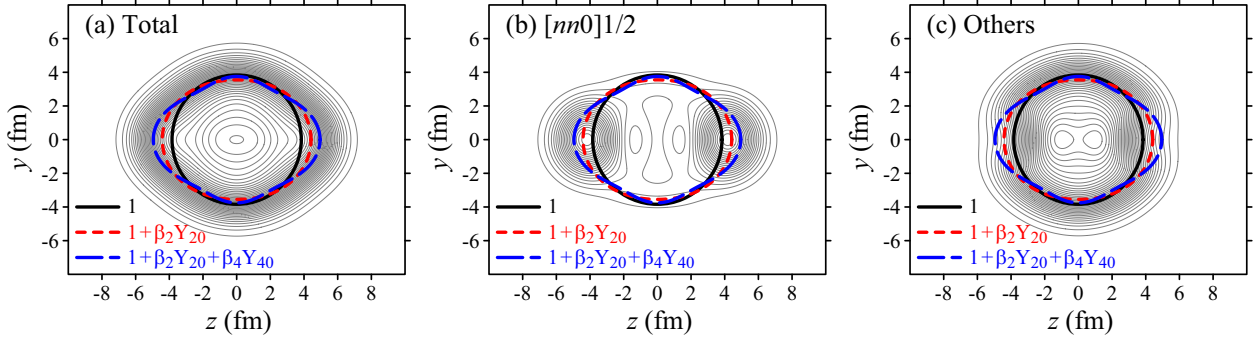 (a) Total
y (fm)
6
4
2
0
-2
-4
-6
1
1+β₂Y₂₀
1+β₂Y₂₀+β₄Y₄₀
-8 -6 -4 -2 0 2 4 6 8
z (fm)
(b) [nn0]1/2
y (fm)
6
4
2
0
-2
-4
-6
1
1+β₂Y₂₀
1+β₂Y₂₀+β₄Y₄₀
-8 -6 -4 -2 0 2 4 6 8
z (fm)
(c) Others
y (fm)
6
4
2
0
-2
-4
-6
1
1+β₂Y₂₀
1+β₂Y₂₀+β₄Y₄₀
-8 -6 -4 -2 0 2 4 6 8
z (fm)